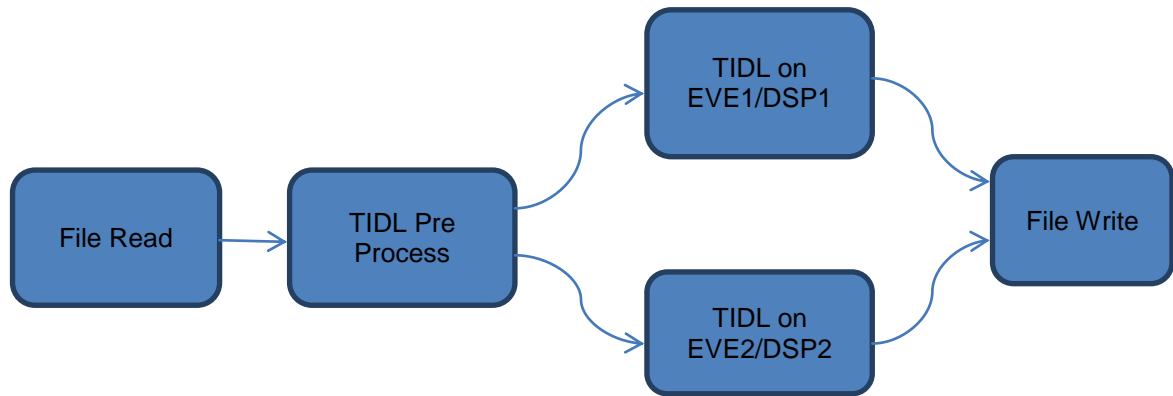 File Read
TIDL Pre
Process
TIDL on
EVE1/DSP1
TIDL on
EVE2/DSP2
File Write